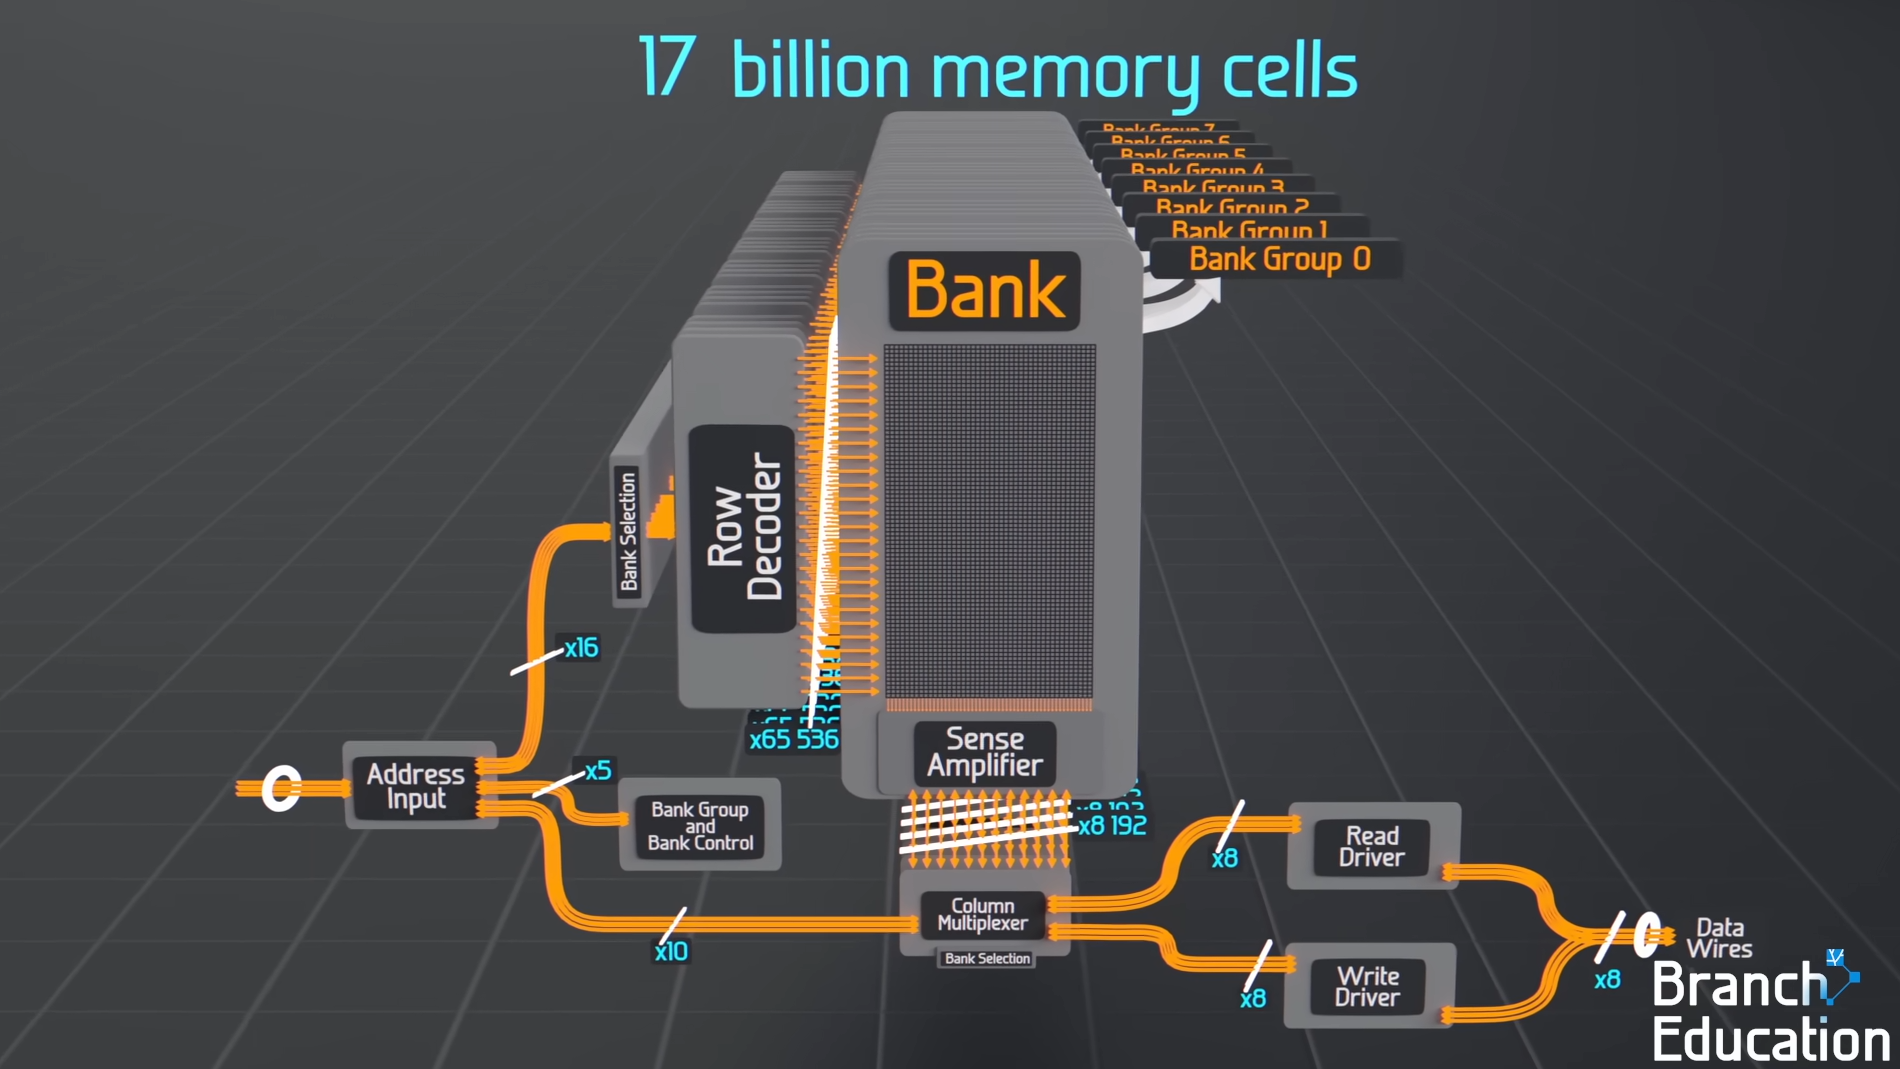 17 billion memory cells
Bank Group 7
Bank Group 6
Bank Group 5
Bank Group 4
Bank Group 3
Bank Group 2
Bank Group 1
Bank Group 0
Bank
Row
Decoder
Bank Selection
x16
x65 536
Sense
Amplifier
Address
Input
x5
Bank Group
and
Bank Control
x8 192
x8
Read
Driver
Column
Multiplexer
Bank Selection
x10
x8
Write
Driver
x8
Data
Wires
Branch
Education